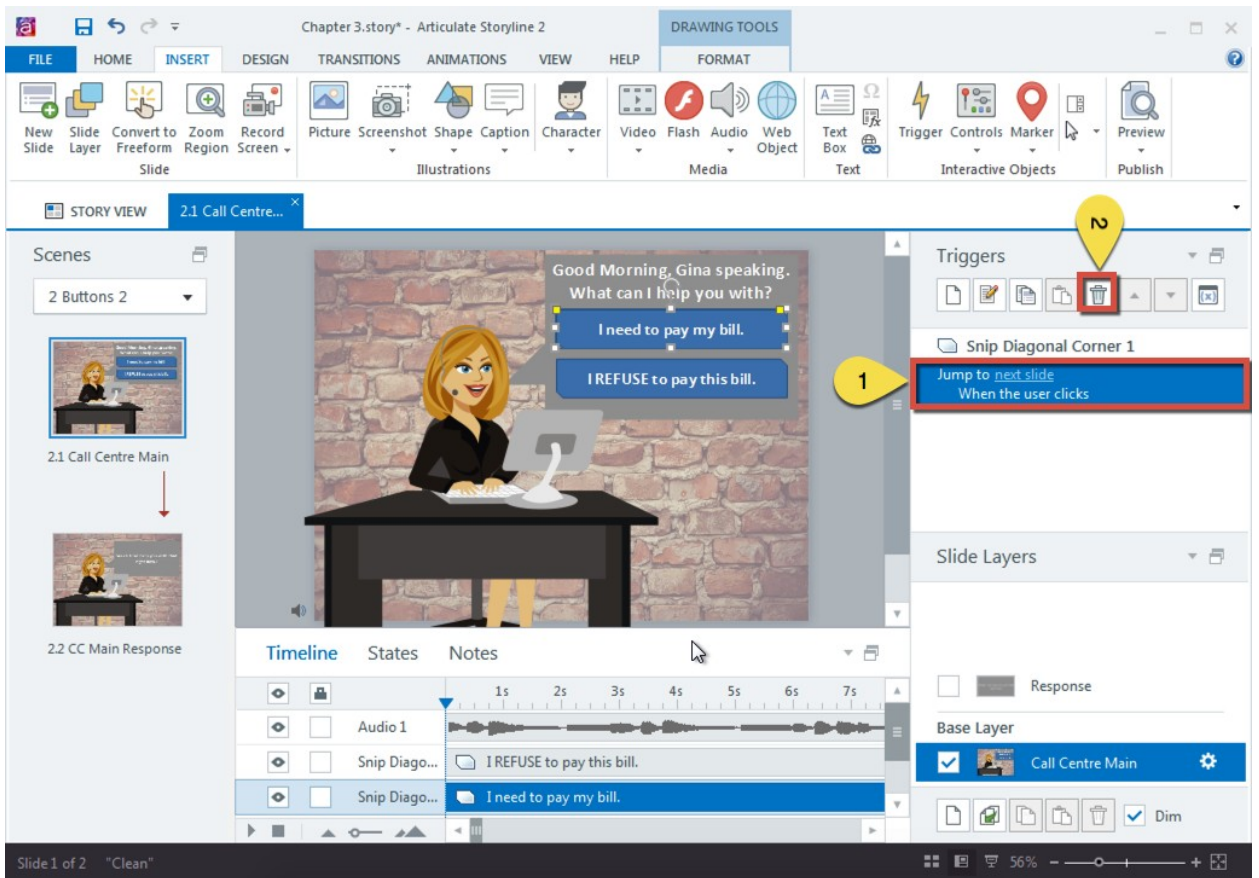 Chapter 3.story* - Articulate Storyline 2
DRAWING TOOLS
FILE HOME INSERT DESIGN TRANSITIONS ANIMATIONS VIEW HELP FORMAT
New Slide
Slide Layer
Convert to Freeform
Zoom Region
Record Screen
Picture
Screenshot
Shape
Caption
Character
Video
Flash
Audio
Web Object
Text Box
Trigger
Controls
Marker
Preview
Slide
Illustrations
Media
Text
Interactive Objects
Publish
STORY VIEW
2.1 Call Centre...
Scenes
2 Buttons 2
2.1 Call Centre Main
2.2 CC Main Response
Good Morning, Gina speaking.
What can I help you with?
I need to pay my bill.
I REFUSE to pay this bill.
1
2
Triggers
Snip Diagonal Corner 1
Jump to next slide
When the user clicks
Slide Layers
Response
Base Layer
Call Centre Main
Dim
Timeline States Notes
1s 2s 3s 4s 5s 6s 7s
Audio 1
Snip Diago... I REFUSE to pay this bill.
Snip Diago... I need to pay my bill.
Slide 1 of 2 "Clean"
56%